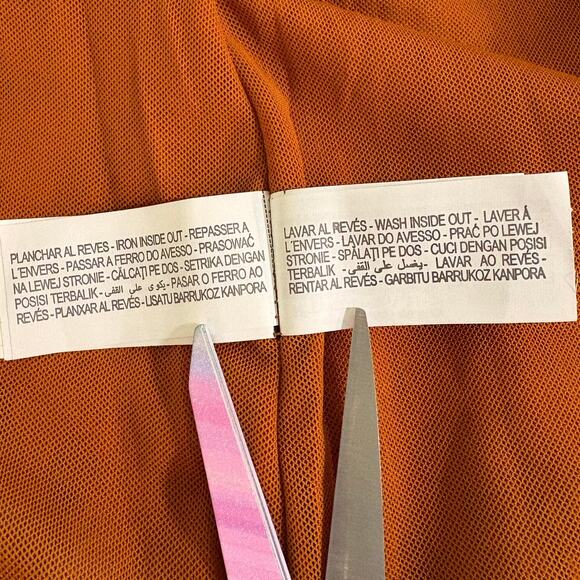 PLANCHAR AL REVES - IRON INSIDE OUT - REPASSER A
L'ENVERS - PASSAR A FERRO DO AVESSO - PRASOWAĆ
NA LEWEJ STRONIE - CĂLCAȚI PE DOS - SETRIKA DENGAN
POSISI TERBALIK - يكوى على القفى - PASAR O FERRO AO
REVÉS - PLANXAR AL REVÉS - LISATU BARRUKOZ KANPORA
LAVAR AL REVÉS - WASH INSIDE OUT - LAVER Á
L'ENVERS - LAVAR DO AVESSO - PRAĆ PO LEWEJ
STRONIE - SPĂLAȚI PE DOS - CUCI DENGAN POSISI
TERBALIK - يغسل على القفى - LAVAR AO REVÉS -
RENTAR AL REVÉS - GARBITU BARRUKOZ KANPORA